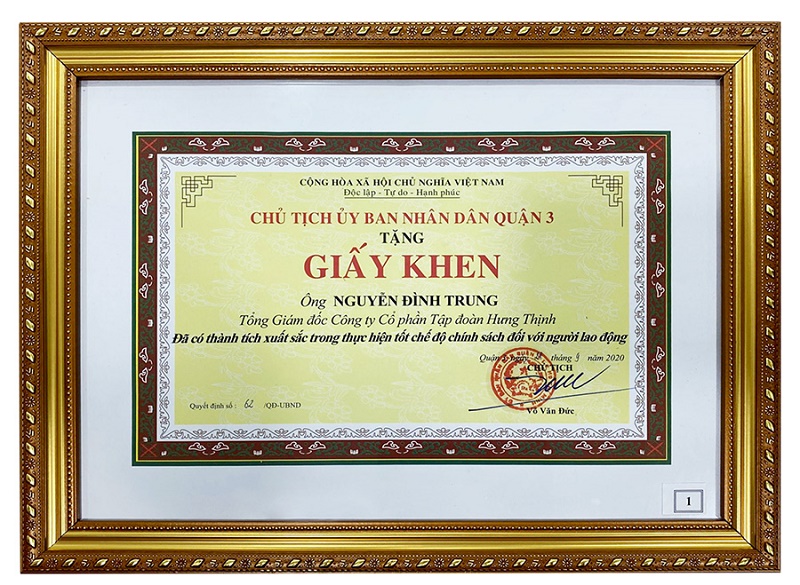 CỘNG HÒA XÃ HỘI CHỦ NGHĨA VIỆT NAM
Độc lập - Tự do - Hạnh phúc
CHỦ TỊCH ỦY BAN NHÂN DÂN QUẬN 3
TẶNG
GIẤY KHEN
Ông NGUYỄN ĐÌNH TRUNG
Tổng Giám đốc Công ty Cổ phần Tập đoàn Hưng Thịnh
Đã có thành tích xuất sắc trong thực hiện tốt chế độ chính sách đối với người lao động
Quận 3, ngày tháng 9 năm 2020
CHỦ TỊCH
Quyết định số : 62 /QĐ-UBND
Võ Văn Đức
1